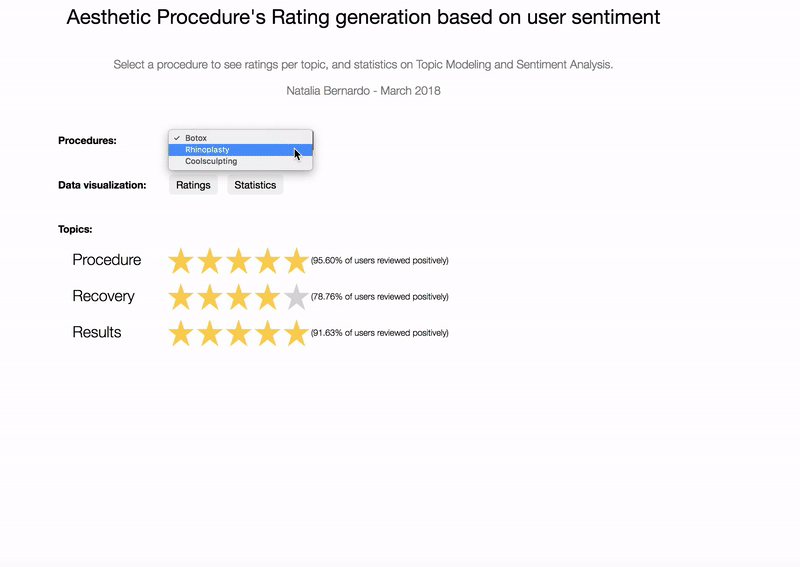 Aesthetic Procedure's Rating generation based on user sentiment
Select a procedure to see ratings per topic, and statistics on Topic Modeling and Sentiment Analysis.
Natalia Bernardo - March 2018
Procedures:
✓ Botox
Rhinoplasty
Coolsculpting
Data visualization: Ratings Statistics
Topics:
Procedure (95.60% of users reviewed positively)
Recovery (78.76% of users reviewed positively)
Results (91.63% of users reviewed positively)